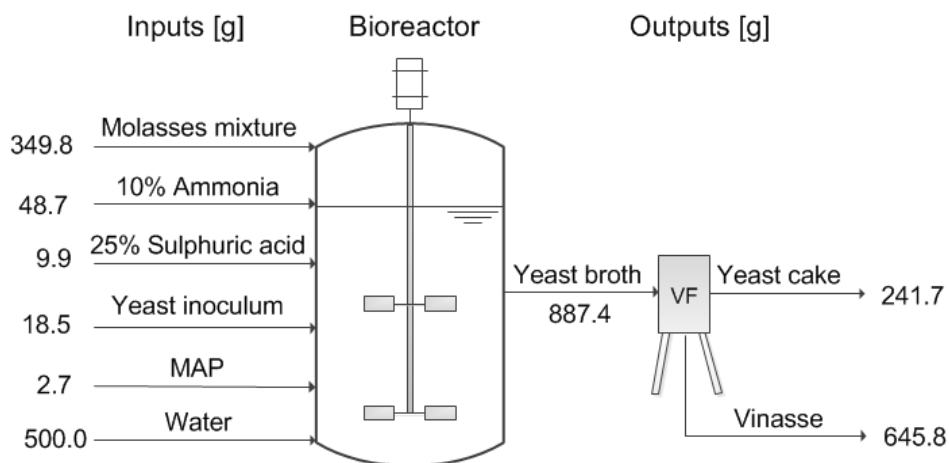 Inputs [g]
Bioreactor
Outputs [g]
Molasses mixture
349.8
10% Ammonia
48.7
25% Sulphuric acid
9.9
Yeast inoculum
18.5
MAP
2.7
Water
500.0
Yeast broth
887.4
VF
Yeast cake
241.7
Vinasse
645.8